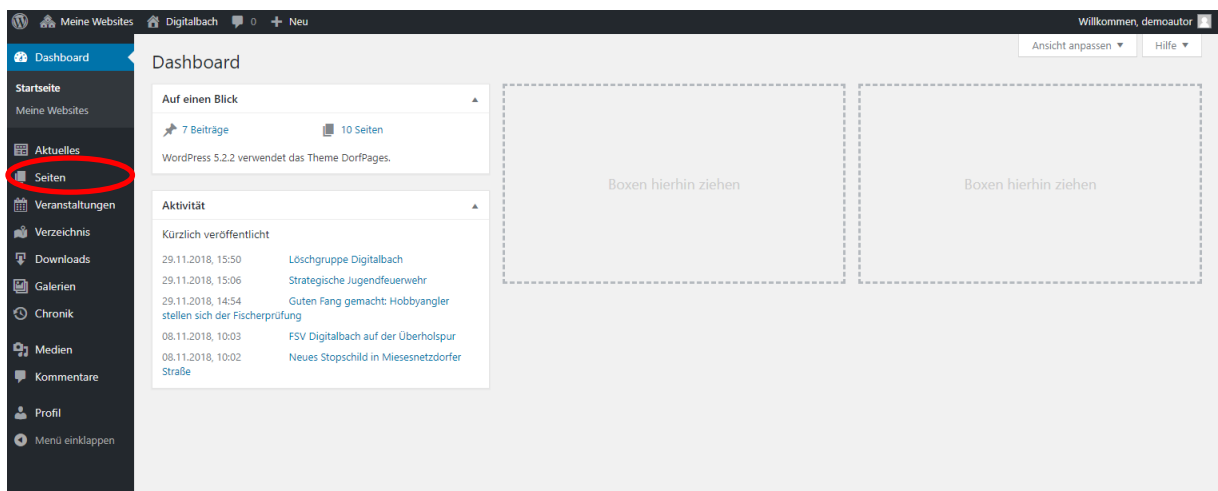 Meine Websites Digitalbach 0 + Neu Willkommen, demoautor
Ansicht anpassen ▼ Hilfe ▼
Dashboard
Startseite
Meine Websites
Aktuelles
Seiten
Veranstaltungen
Verzeichnis
Downloads
Galerien
Chronik
Medien
Kommentare
Profil
Menü einklappen
Dashboard
Auf einen Blick
7 Beiträge 10 Seiten
WordPress 5.2.2 verwendet das Theme DorfPages.
Aktivität
Kürzlich veröffentlicht
29.11.2018, 15:50 Löschgruppe Digitalbach
29.11.2018, 15:06 Strategische Jugendfeuerwehr
29.11.2018, 14:54 Guten Fang gemacht: Hobbyangler
stellen sich der Fischerprüfung
08.11.2018, 10:03 FSV Digitalbach auf der Überholspur
08.11.2018, 10:02 Neues Stopschild in Miesesnetzdorfer
Straße
Boxen hierhin ziehen
Boxen hierhin ziehen